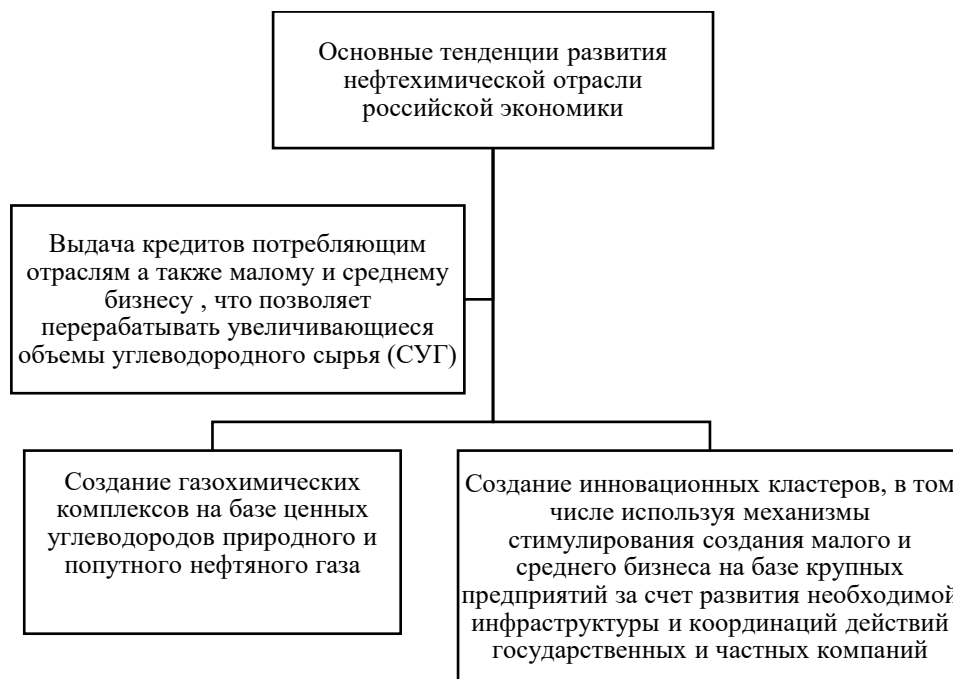 Основные тенденции развития
нефтехимической отрасли
российской экономики
Выдача кредитов потребляющим
отраслям а также малому и среднему
бизнесу , что позволяет
перерабатывать увеличивающиеся
объемы углеводородного сырья (СУГ)
Создание газохимических
комплексов на базе ценных
углеводородов природного и
попутного нефтяного газа
Создание инновационных кластеров, в том
числе используя механизмы
стимулирования создания малого и
среднего бизнеса на базе крупных
предприятий за счет развития необходимой
инфраструктуры и координаций действий
государственных и частных компаний